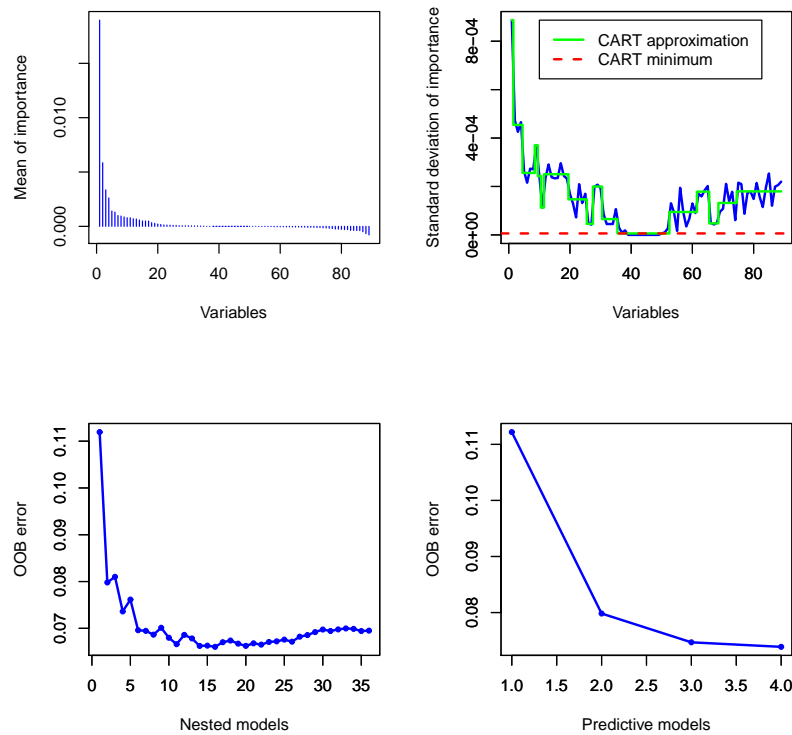 Mean of importance
0.000
0.010
0
20
40
60
80
Variables
Standard deviation of importance
0e+00
4e-04
8e-04
CART approximation
CART minimum
0
20
40
60
80
Variables
OOB error
0.07
0.08
0.09
0.10
0.11
0
5
10
15
20
25
30
35
Nested models
OOB error
0.08
0.09
0.10
0.11
1.0
1.5
2.0
2.5
3.0
3.5
4.0
Predictive models